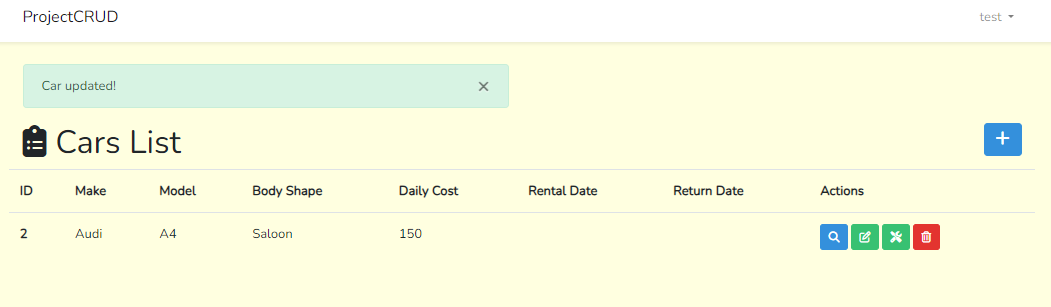 ProjectCRUD test
Car updated!
Cars List
ID Make Model Body Shape Daily Cost Rental Date Return Date Actions
2 Audi A4 Saloon 150